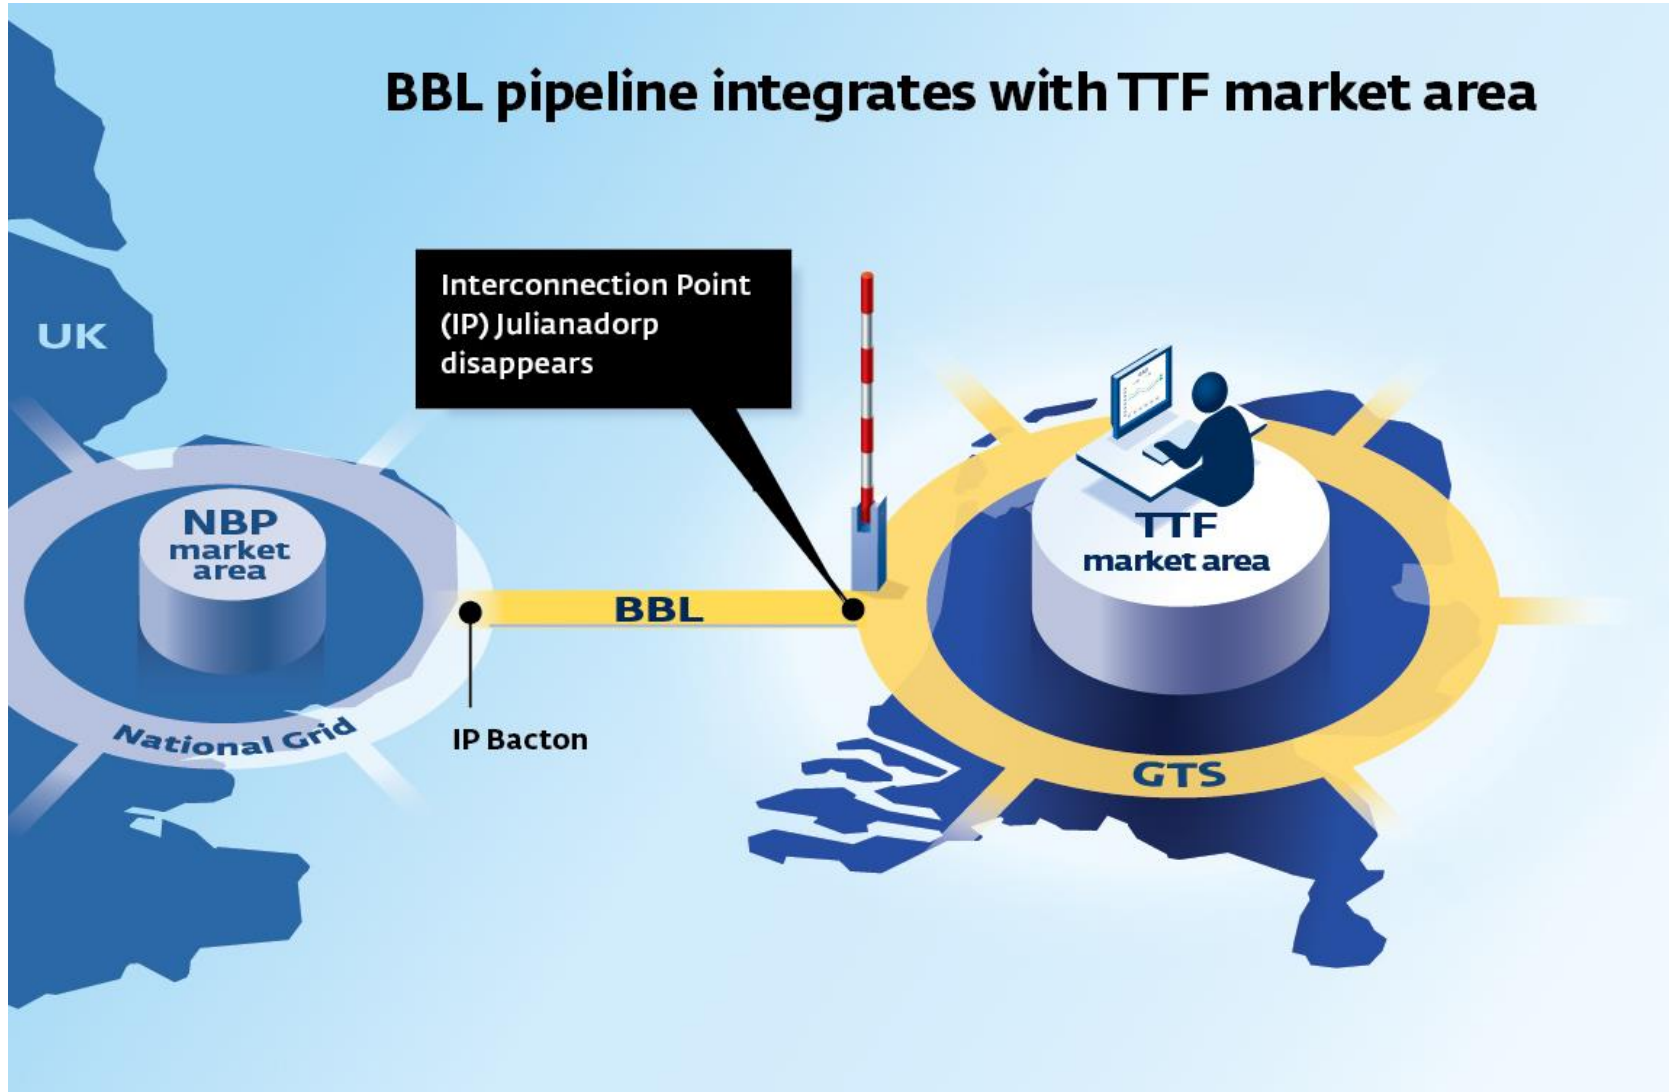 BBL pipeline integrates with TTF market area
Interconnection Point
(IP) Julianadorp
disappears
UK
NBP
market
area
TTF
market area
BBL
National Grid
IP Bacton
GTS